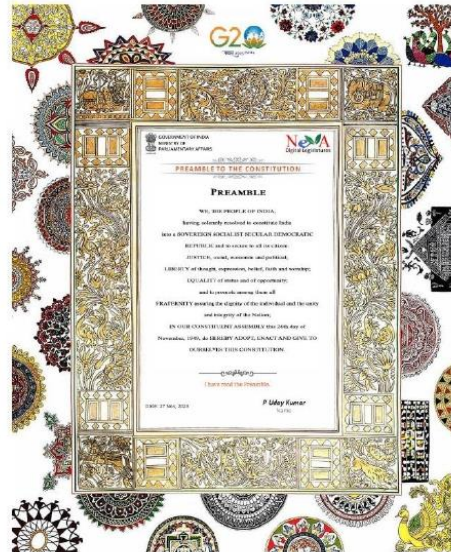 G20
GOVERNMENT OF INDIA
MINISTRY OF
PARLIAMENTARY AFFAIRS
NeVA
Digital Legislatures
PREAMBLE TO THE CONSTITUTION
PREAMBLE
WE, THE PEOPLE OF INDIA,
having solemnly resolved to constitute India
into a SOVEREIGN SOCIALIST SECULAR DEMOCRATIC
REPUBLIC and to secure to all its citizens
JUSTICE, social, economic and political;
LIBERTY of thought, expression, belief, faith and worship;
EQUALITY of status and of opportunity;
and to promote among them all
FRATERNITY assuring the dignity of the individual and the unity
and integrity of the Nation;
IN OUR CONSTITUENT ASSEMBLY this 26th day of
November, 1949, do HEREBY ADOPT, ENACT AND GIVE TO
OURSELVES THIS CONSTITUTION
I have read the Preamble.
P Uday Kumar